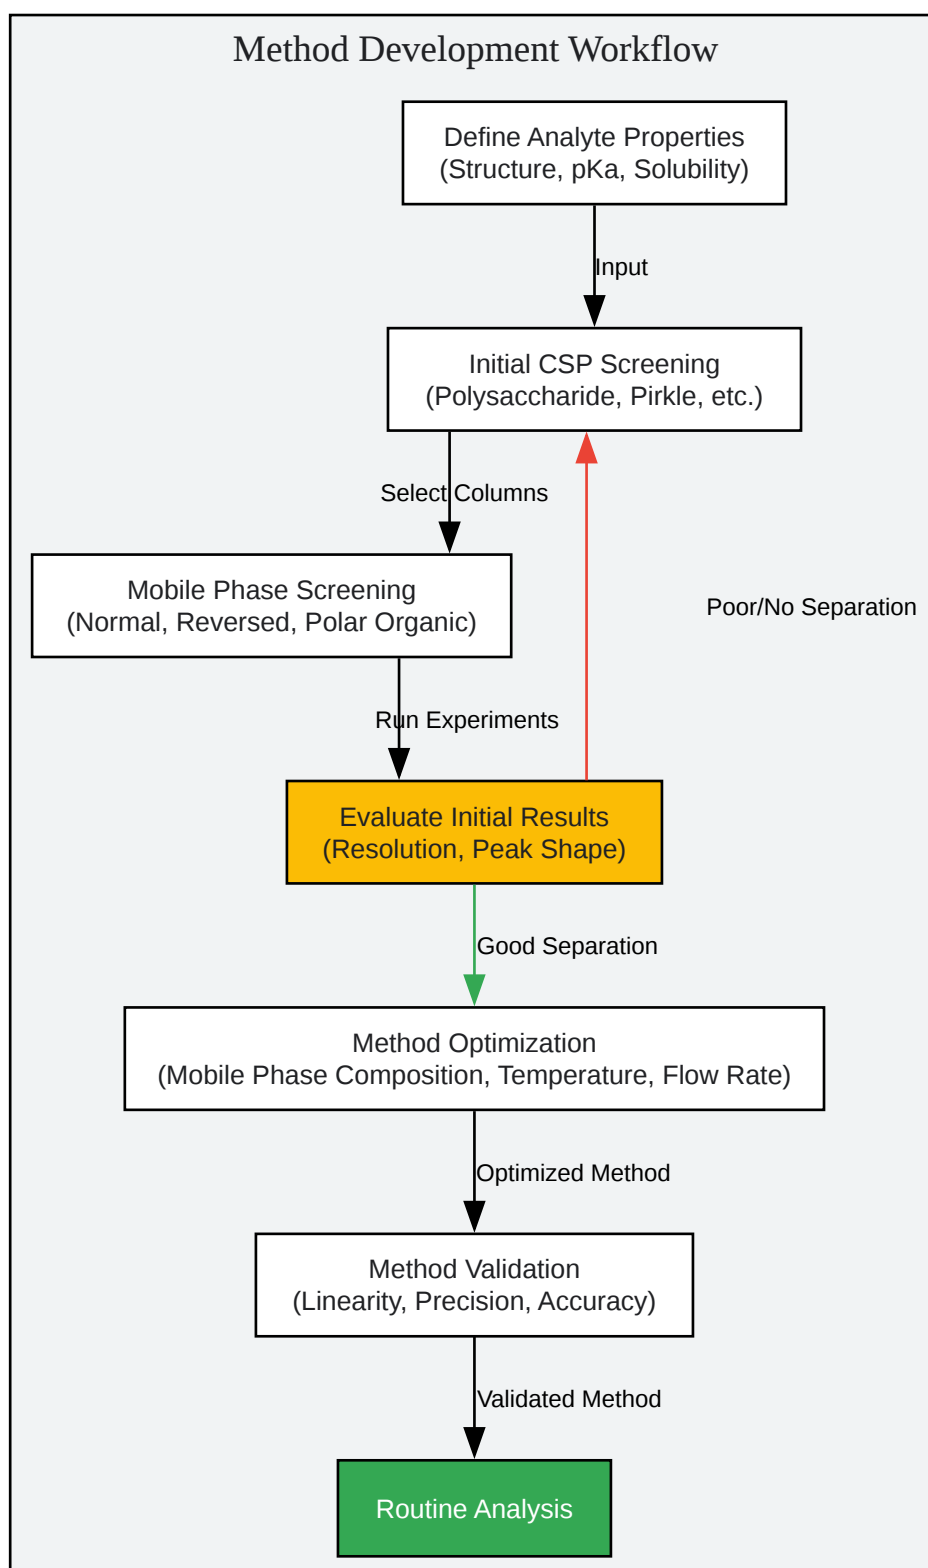 Method Development Workflow
Define Analyte Properties
(Structure, pKa, Solubility)
Input
Initial CSP Screening
(Polysaccharide, Pirkle, etc.)
Select Columns
Mobile Phase Screening
(Normal, Reversed, Polar Organic)
Poor/No Separation
Run Experiments
Evaluate Initial Results
(Resolution, Peak Shape)
Good Separation
Method Optimization
(Mobile Phase Composition, Temperature, Flow Rate)
Optimized Method
Method Validation
(Linearity, Precision, Accuracy)
Validated Method
Routine Analysis